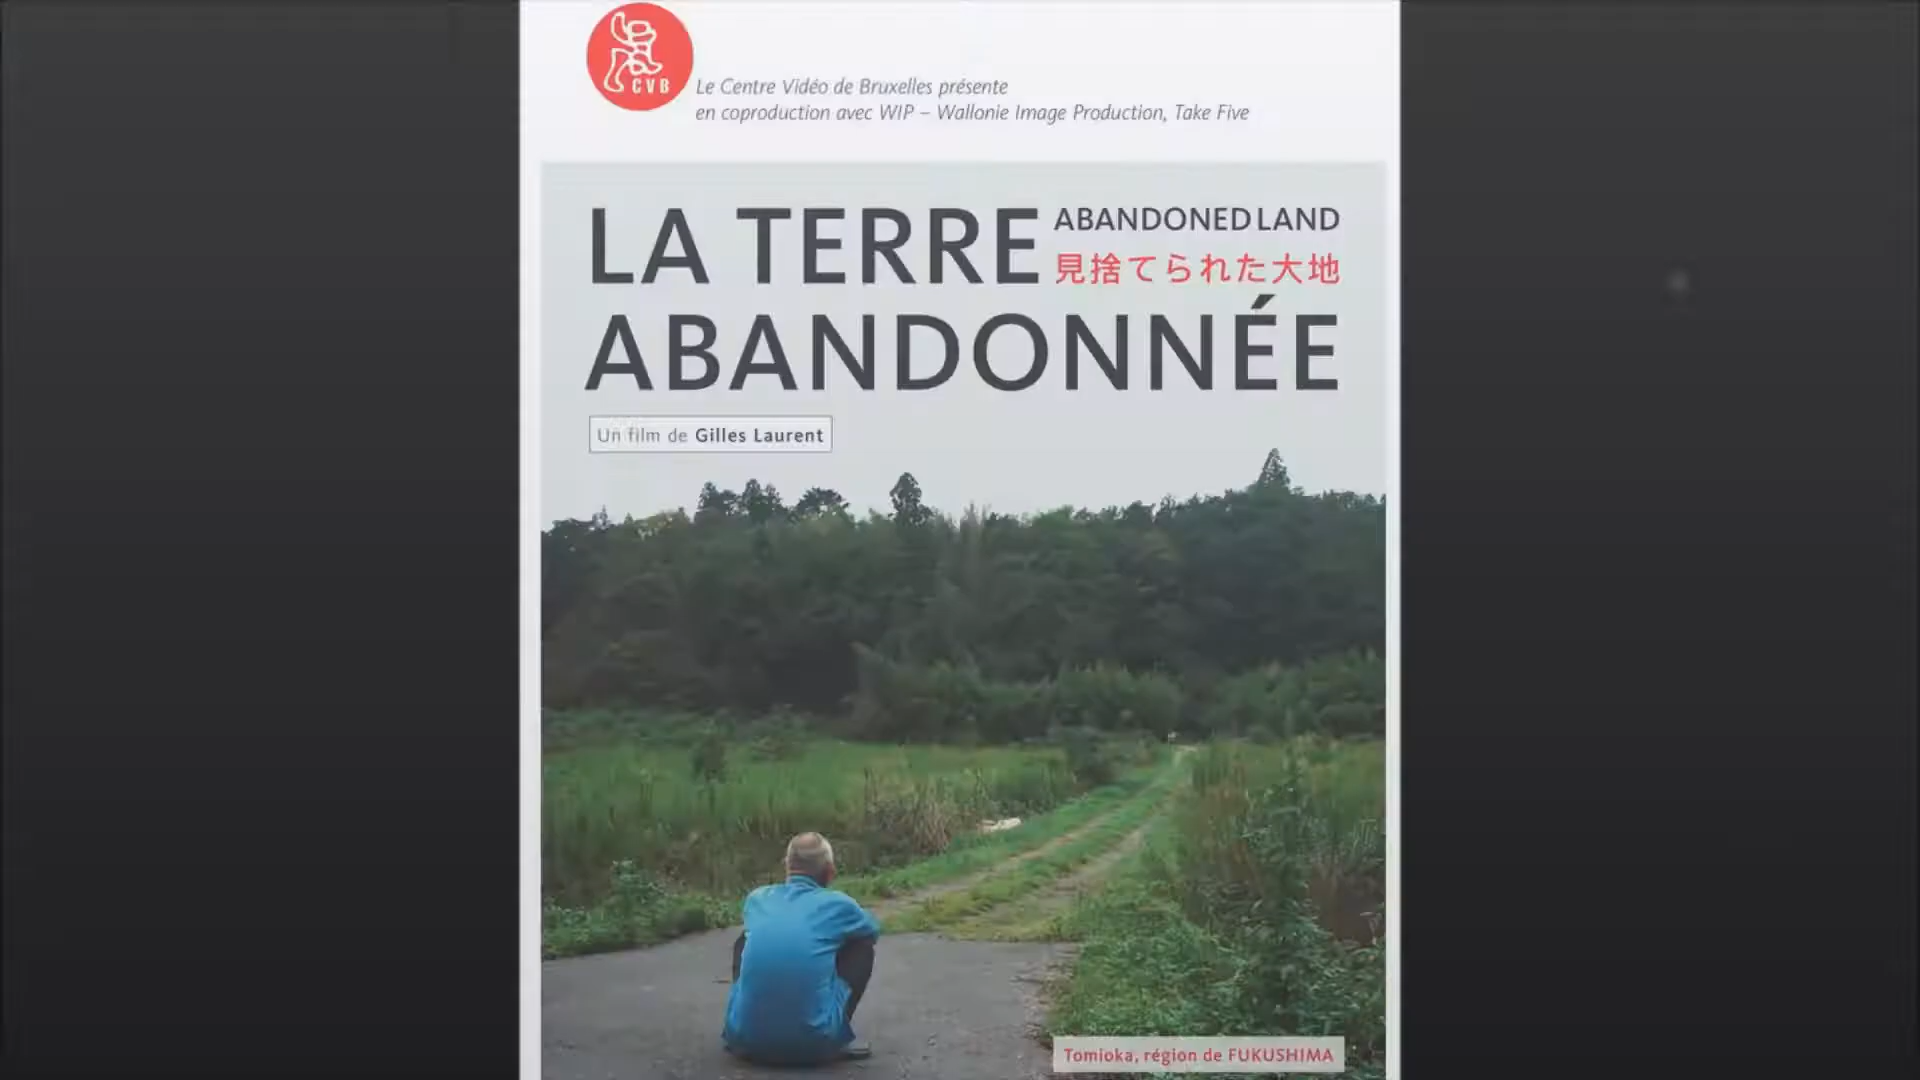 CVB
Le Centre Vidéo de Bruxelles présente
en coproduction avec WIP – Wallonie Image Production, Take Five
LA TERRE
ABANDONED LAND
見捨てられた大地
ABANDONNÉE
Un film de Gilles Laurent
Tomioka, région de FUKUSHIMA